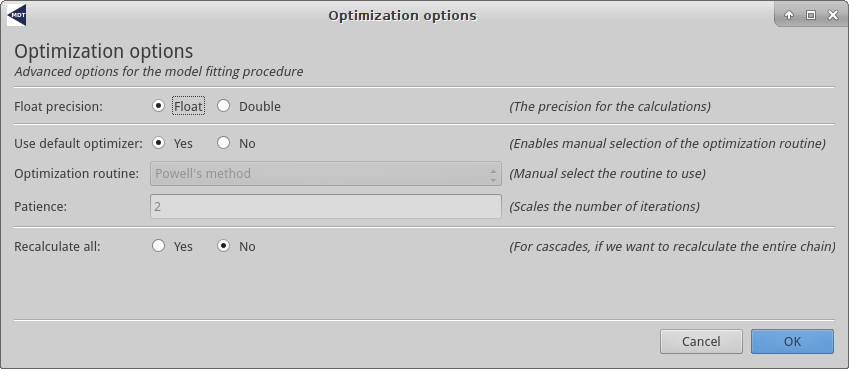 MDT
Optimization options
Optimization options
Advanced options for the model fitting procedure
Float precision: Float Double (The precision for the calculations)
Use default optimizer: Yes No (Enables manual selection of the optimization routine)
Optimization routine: Powell's method (Manual select the routine to use)
Patience: 2 (Scales the number of iterations)
Recalculate all: Yes No (For cascades, if we want to recalculate the entire chain)
Cancel OK